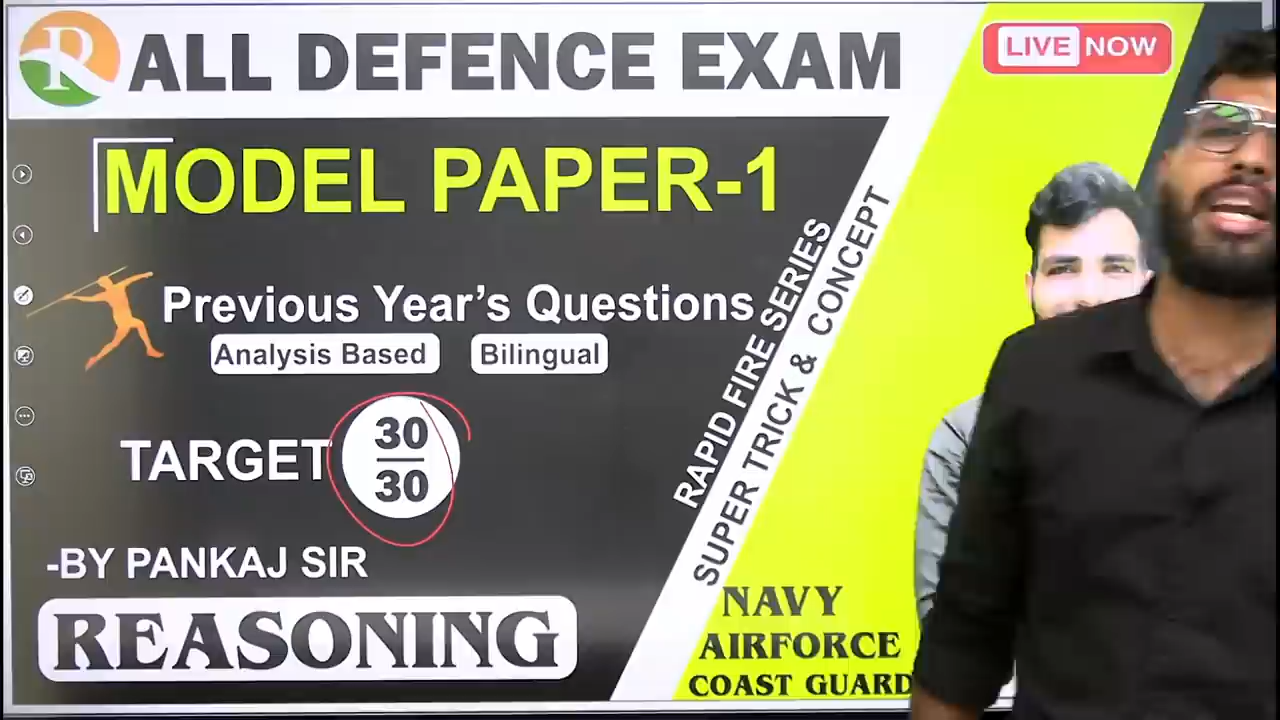 R ALL DEFENCE EXAM
LIVE NOW
MODEL PAPER-1
Previous Year's Questions
Analysis Based Bilingual
TARGET 30
30
-BY PANKAJ SIR
REASONING
RAPID FIRE SERIES
SUPER TRICK & CONCEPT
NAVY
AIRFORCE
COAST GUARD